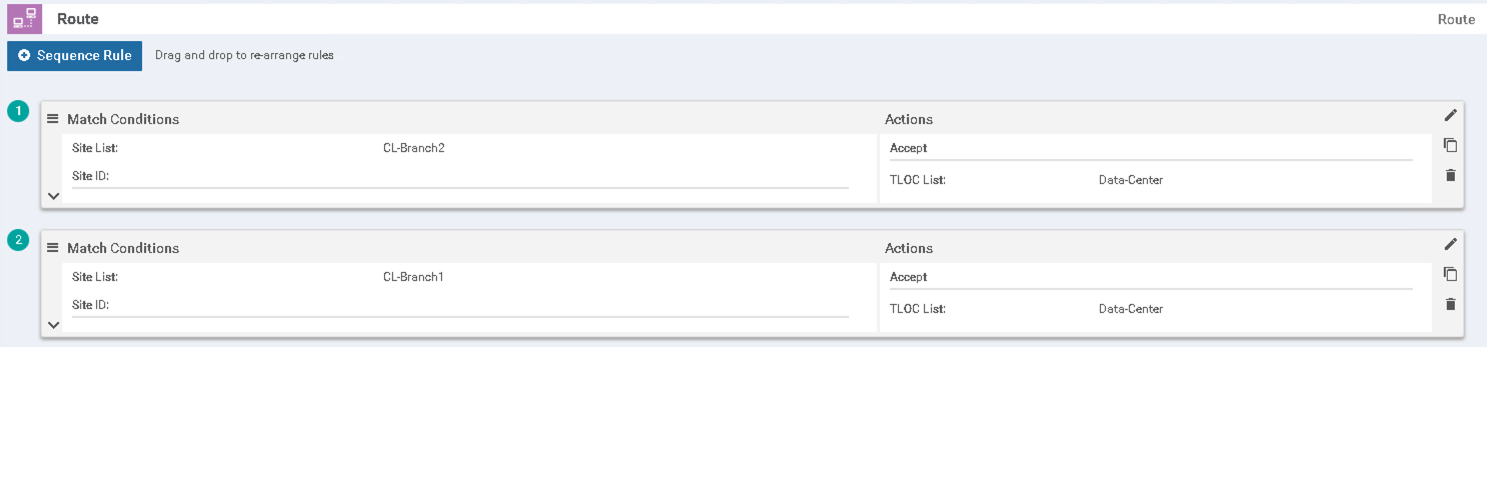 Route Route
Sequence Rule Drag and drop to re-arrange rules
1 Match Conditions Actions
Site List: CL-Branch2 Accept
Site ID:
TLOC List: Data-Center
2 Match Conditions Actions
Site List: CL-Branch1 Accept
Site ID:
TLOC List: Data-Center